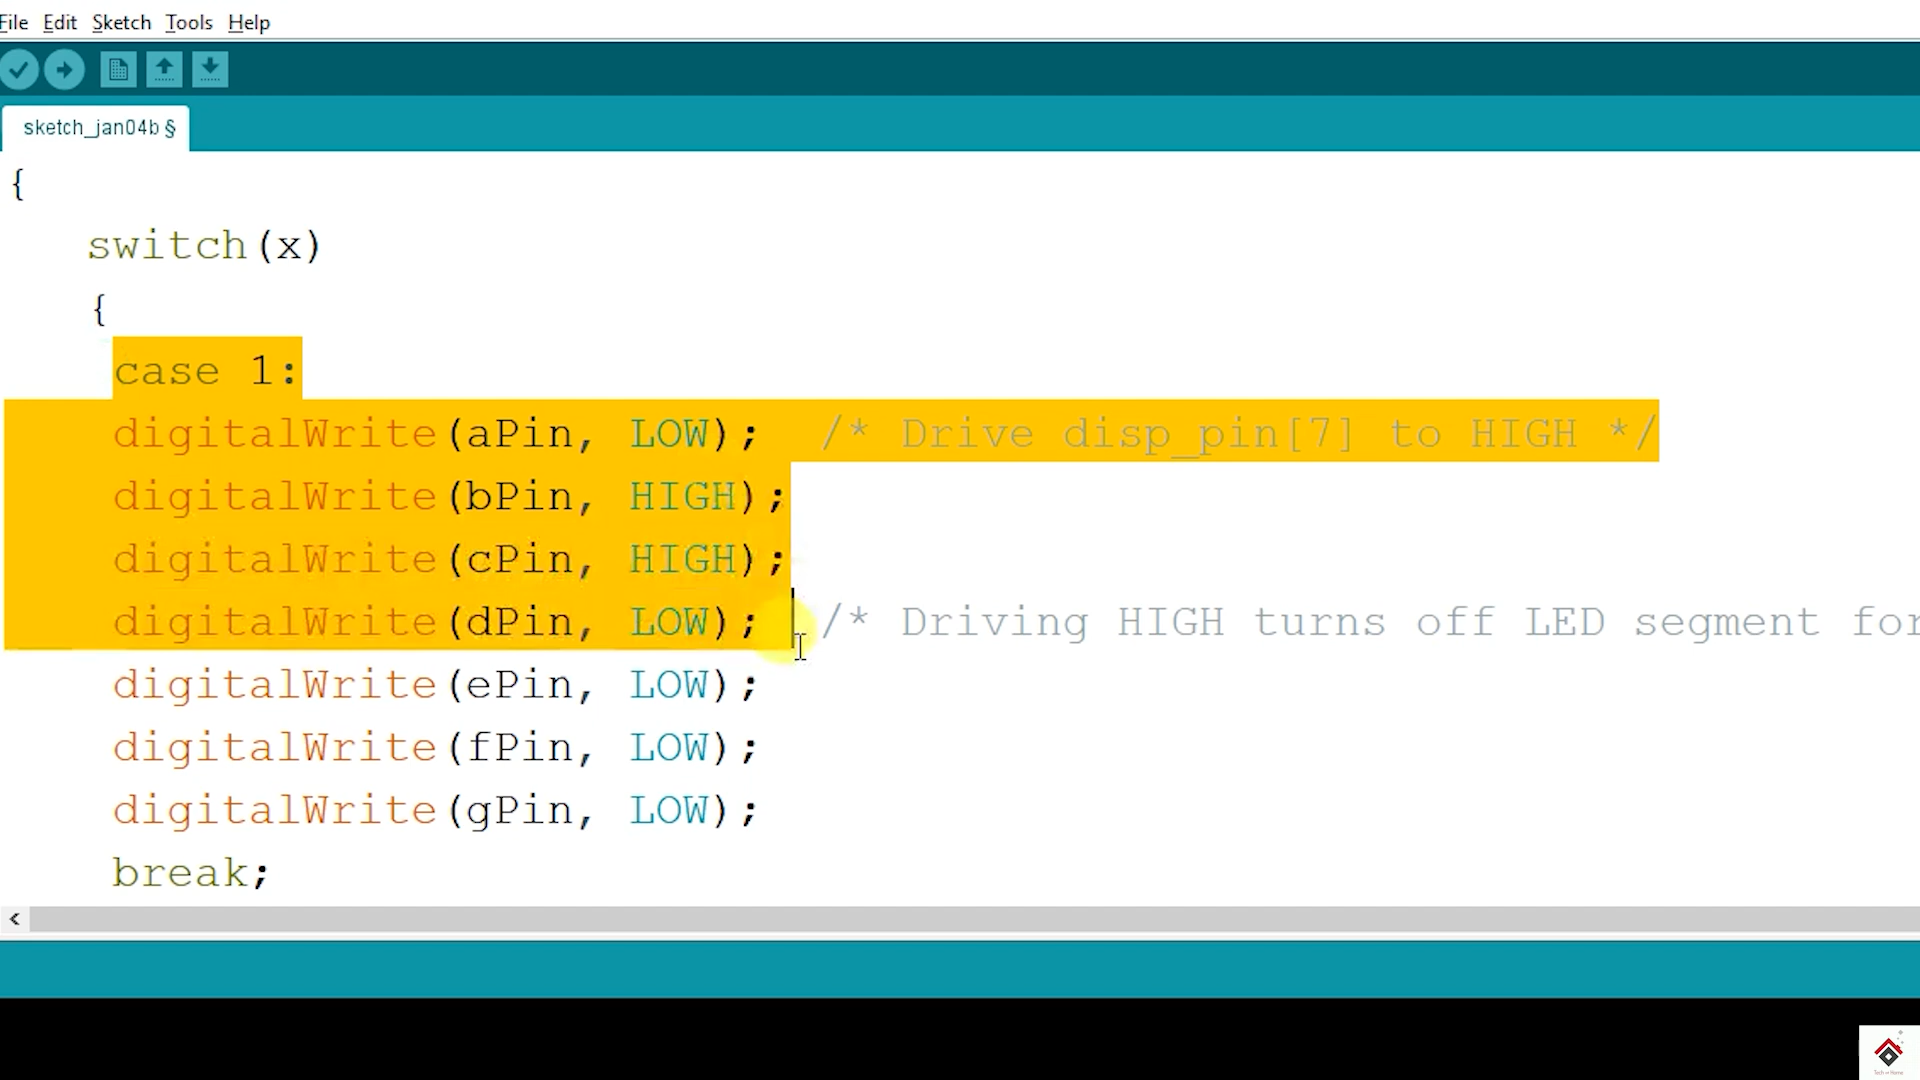 File Edit Sketch Tools Help
sketch_jan04b §
{
switch(x)
{
case 1:
digitalWrite(aPin, LOW); /* Drive disp_pin[7] to HIGH */
digitalWrite(bPin, HIGH);
digitalWrite(cPin, HIGH);
digitalWrite(dPin, LOW); /* Driving HIGH turns off LED segment for
digitalWrite(ePin, LOW);
digitalWrite(fPin, LOW);
digitalWrite(gPin, LOW);
break;